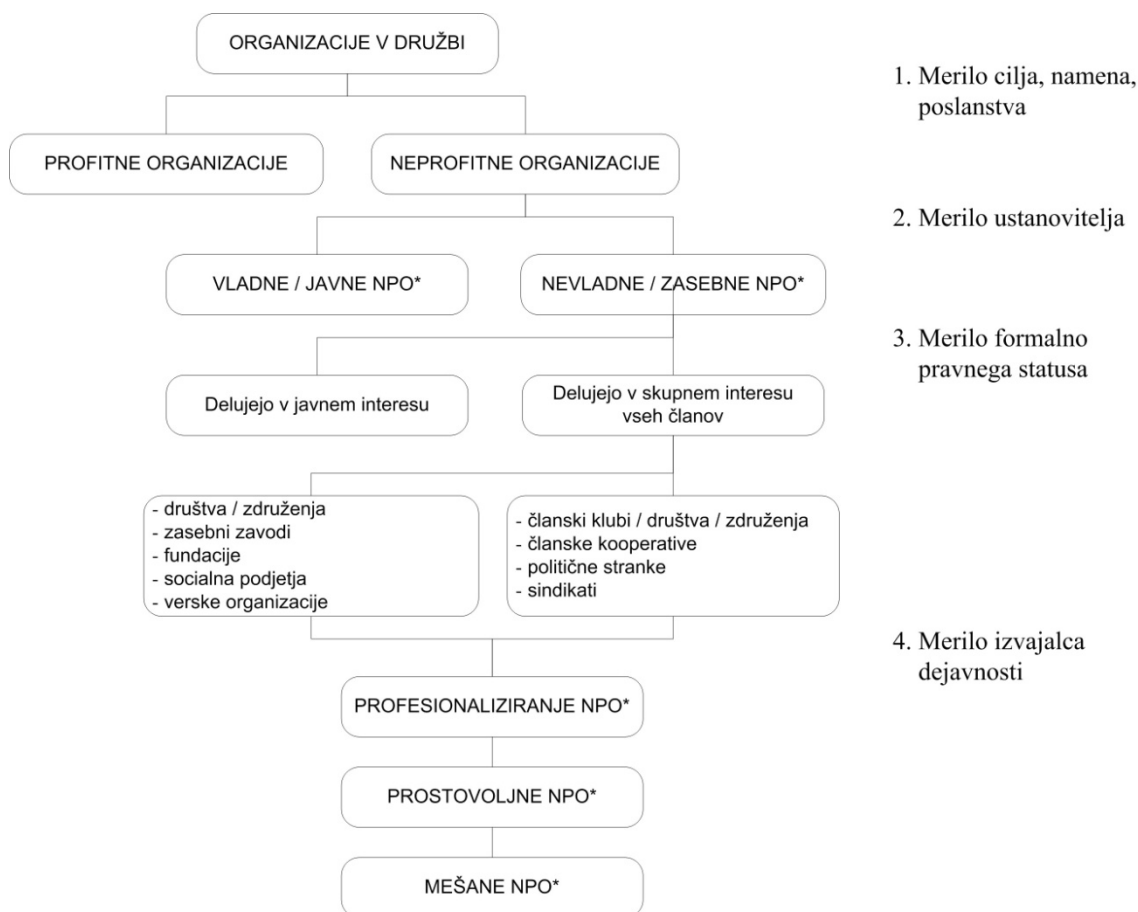 ORGANIZACIJE V DRUŽBI
1. Merilo cilja, namena,
poslanstva
PROFITNE ORGANIZACIJE
NEPROFITNE ORGANIZACIJE
2. Merilo ustanovitelja
VLADNE / JAVNE NPO*
NEVLADNE / ZASEBNE NPO*
3. Merilo formalno
pravnega statusa
Delujejo v javnem interesu
Delujejo v skupnem interesu
vseh članov
- društva / združenja
- zasebni zavodi
- fundacije
- socialna podjetja
- verske organizacije
- članski klubi / društva / združenja
- članske kooperative
- politične stranke
- sindikati
4. Merilo izvajalca
dejavnosti
PROFESIONALIZIRANJE NPO*
PROSTOVOLJNE NPO*
MEŠANE NPO*